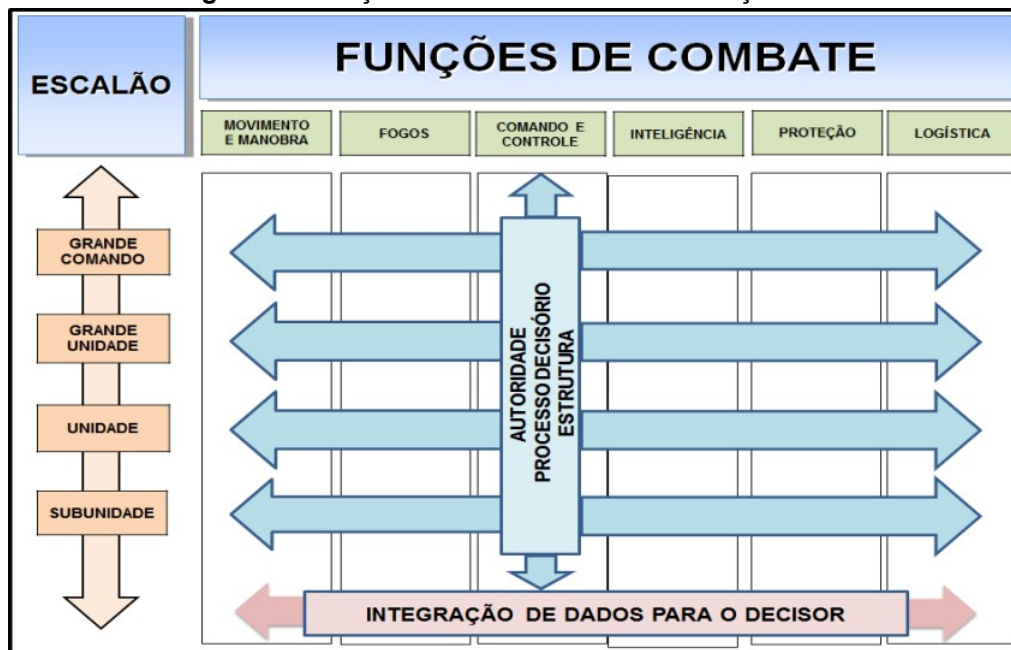 FUNÇÕES DE COMBATE
ESCALÃO
MOVIMENTO
E MANOBRA
FOGOS
COMANDO E
CONTROLE
INTELIGÊNCIA
PROTEÇÃO
LOGÍSTICA
GRANDE
COMANDO
GRANDE
UNIDADE
UNIDADE
SUBUNIDADE
AUTORIDADE
PROCESSO DECISÓRIO
ESTRUTURA
INTEGRAÇÃO DE DADOS PARA O DECISOR